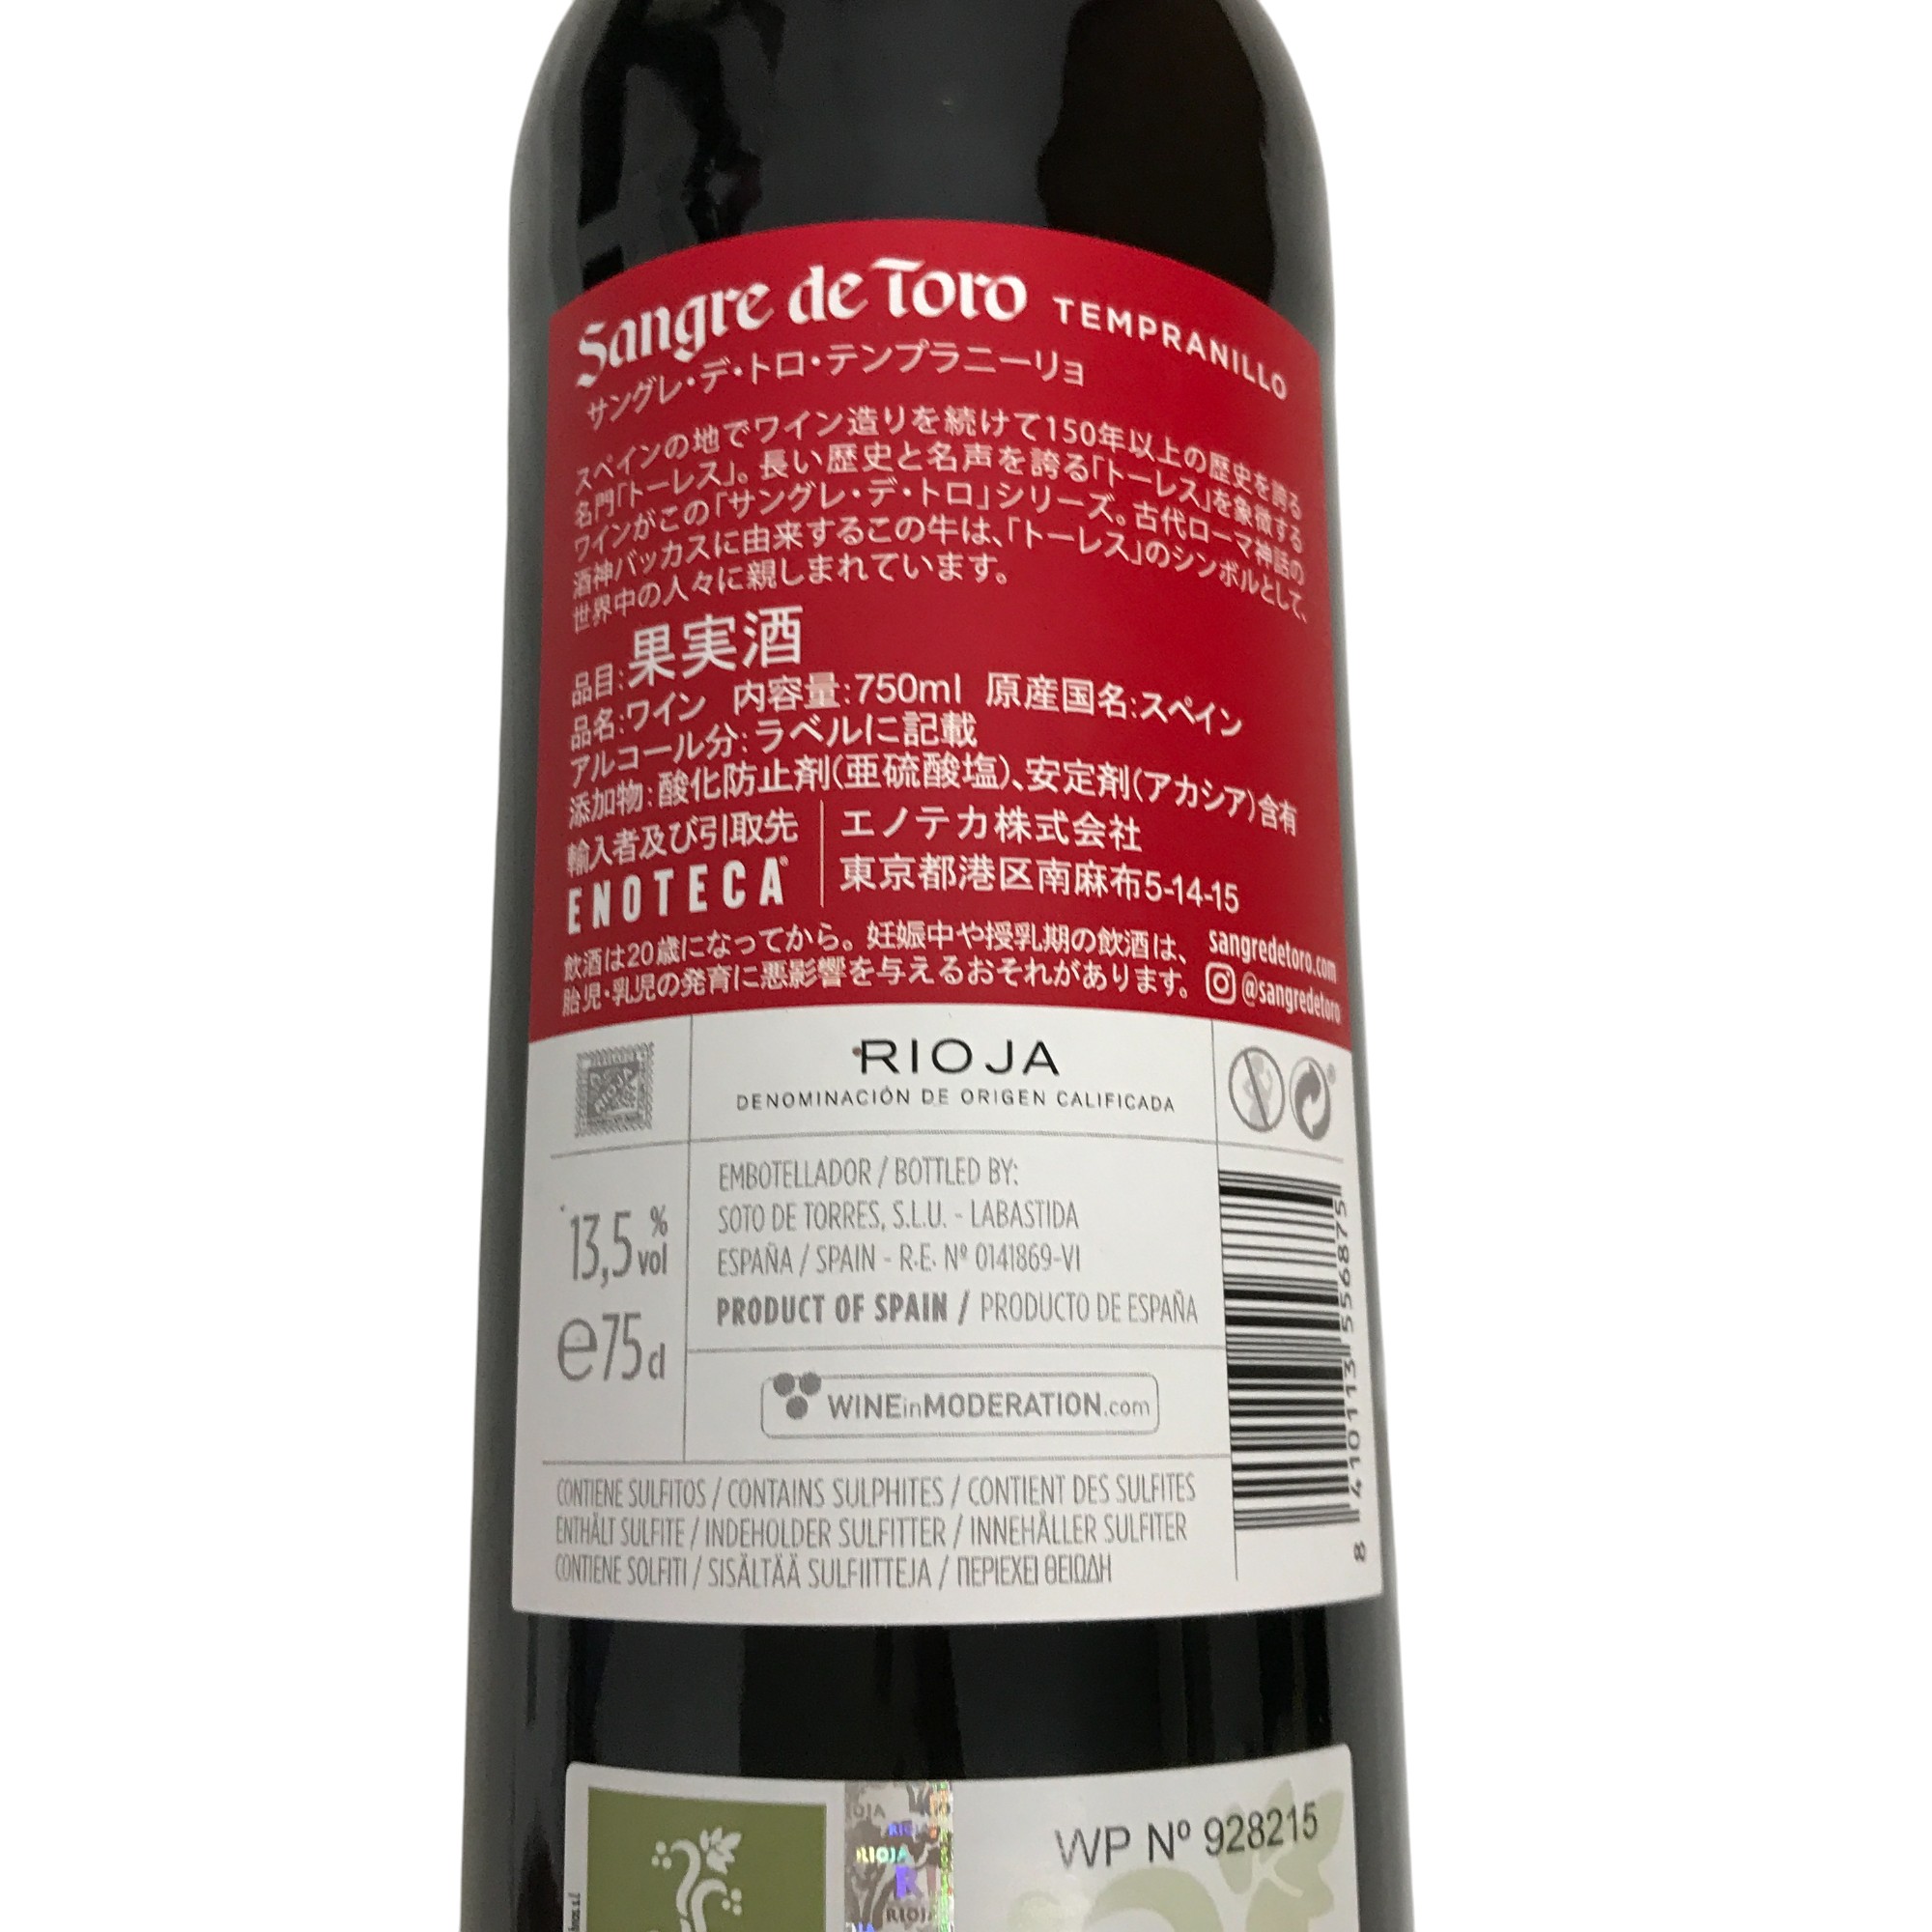 Sangre de Toro TEMPRANILLO
サングレ・デ・トロ・テンプラニーリョ
スペインの地でワイン造りを続けて150年以上の歴史を誇る
名門「トーレス」。長い歴史と名声を誇る「トーレス」を象徴する
ワインがこの「サングレ・デ・トロ」シリーズ。古代ローマ神話の
酒神バッカスに由来するこの牛は、「トーレス」のシンボルとして、
世界中の人々に親しまれています。
品目:果実酒
品名:ワイン 内容量:750ml 原産国名:スペイン
アルコール分:ラベルに記載
添加物:酸化防止剤(亜硫酸塩)、安定剤(アカシア)含有
輸入者及び引取先
ENOTECA®
エノテカ株式会社
東京都港区南麻布5-14-15
飲酒は20歳になってから。妊娠中や授乳期の飲酒は、
胎児・乳児の発育に悪影響を与えるおそれがあります。
sangredetoro.com
@sangredetoro
RIOJA
DENOMINACIÓN DE ORIGEN CALIFICADA
13,5 % vol
e75cl
EMBOTELLADOR / BOTTLED BY:
SOTO DE TORRES, S.L.U. - LABASTIDA
ESPAÑA / SPAIN - R.E. Nº 0141869-VI
PRODUCT OF SPAIN / PRODUCTO DE ESPAÑA
WINEinMODERATION.com
8 410113 556875
CONTIENE SULFITOS / CONTAINS SULPHITES / CONTIENT DES SULFITES
ENTHÄLT SULFITE / INDEHOLDER SULFITTER / INNEHÅLLER SULFITER
CONTIENE SOLFITI / SISÄLTÄÄ SULFIITTEJA / ΠΕΡΙΕΧΕΙ ΘΕΙΩΔΗ
WP Nº 928215
RIOJA
RIOJA